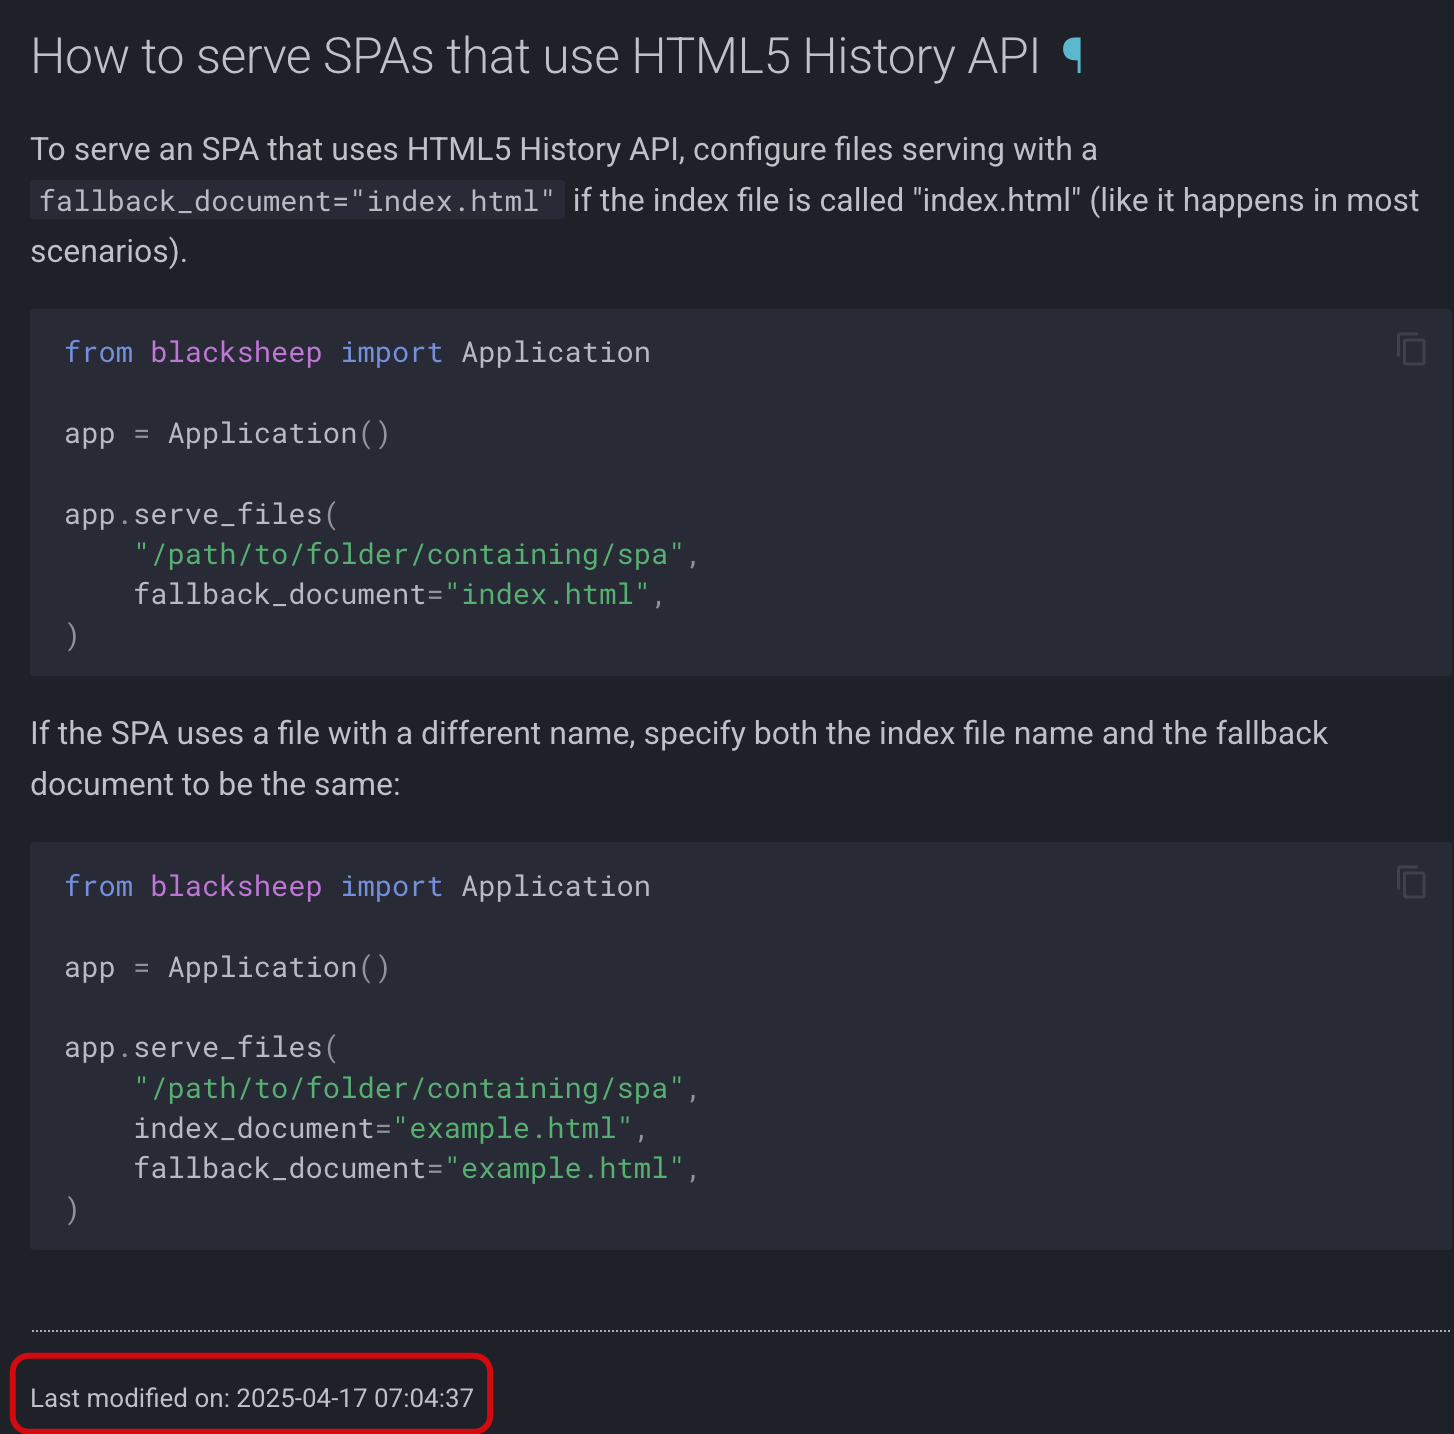 How to serve SPAs that use HTML5 History API ¶
To serve an SPA that uses HTML5 History API, configure files serving with a
fallback_document="index.html" if the index file is called "index.html" (like it happens in most
scenarios).
from blacksheep import Application
app = Application()
app.serve_files(
    "/path/to/folder/containing/spa",
    fallback_document="index.html",
)
If the SPA uses a file with a different name, specify both the index file name and the fallback
document to be the same:
from blacksheep import Application
app = Application()
app.serve_files(
    "/path/to/folder/containing/spa",
    index_document="example.html",
    fallback_document="example.html",
)
Last modified on: 2025-04-17 07:04:37